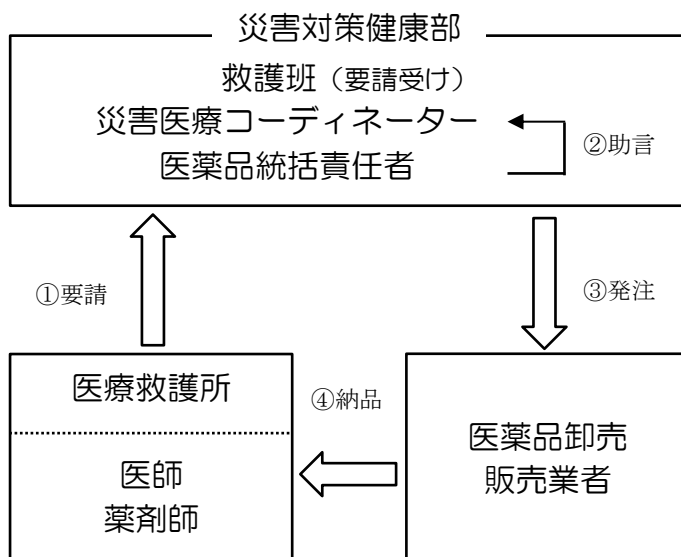 災害対策健康部
救護班（要請受け）
災害医療コーディネーター
医薬品統括責任者
②助言
①要請
③発注
医療救護所
医師
薬剤師
④納品
医薬品卸売
販売業者